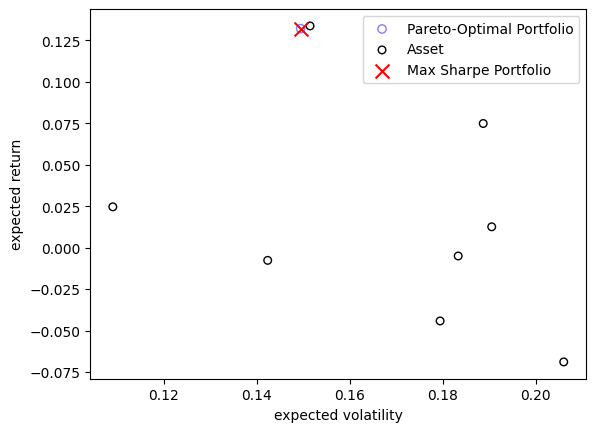 Pareto-Optimal Portfolio
Asset
Max Sharpe Portfolio
0.125
0.100
0.075
0.050
0.025
0.000
−0.025
−0.050
−0.075
expected return
0.12
0.14
0.16
0.18
0.20
expected volatility